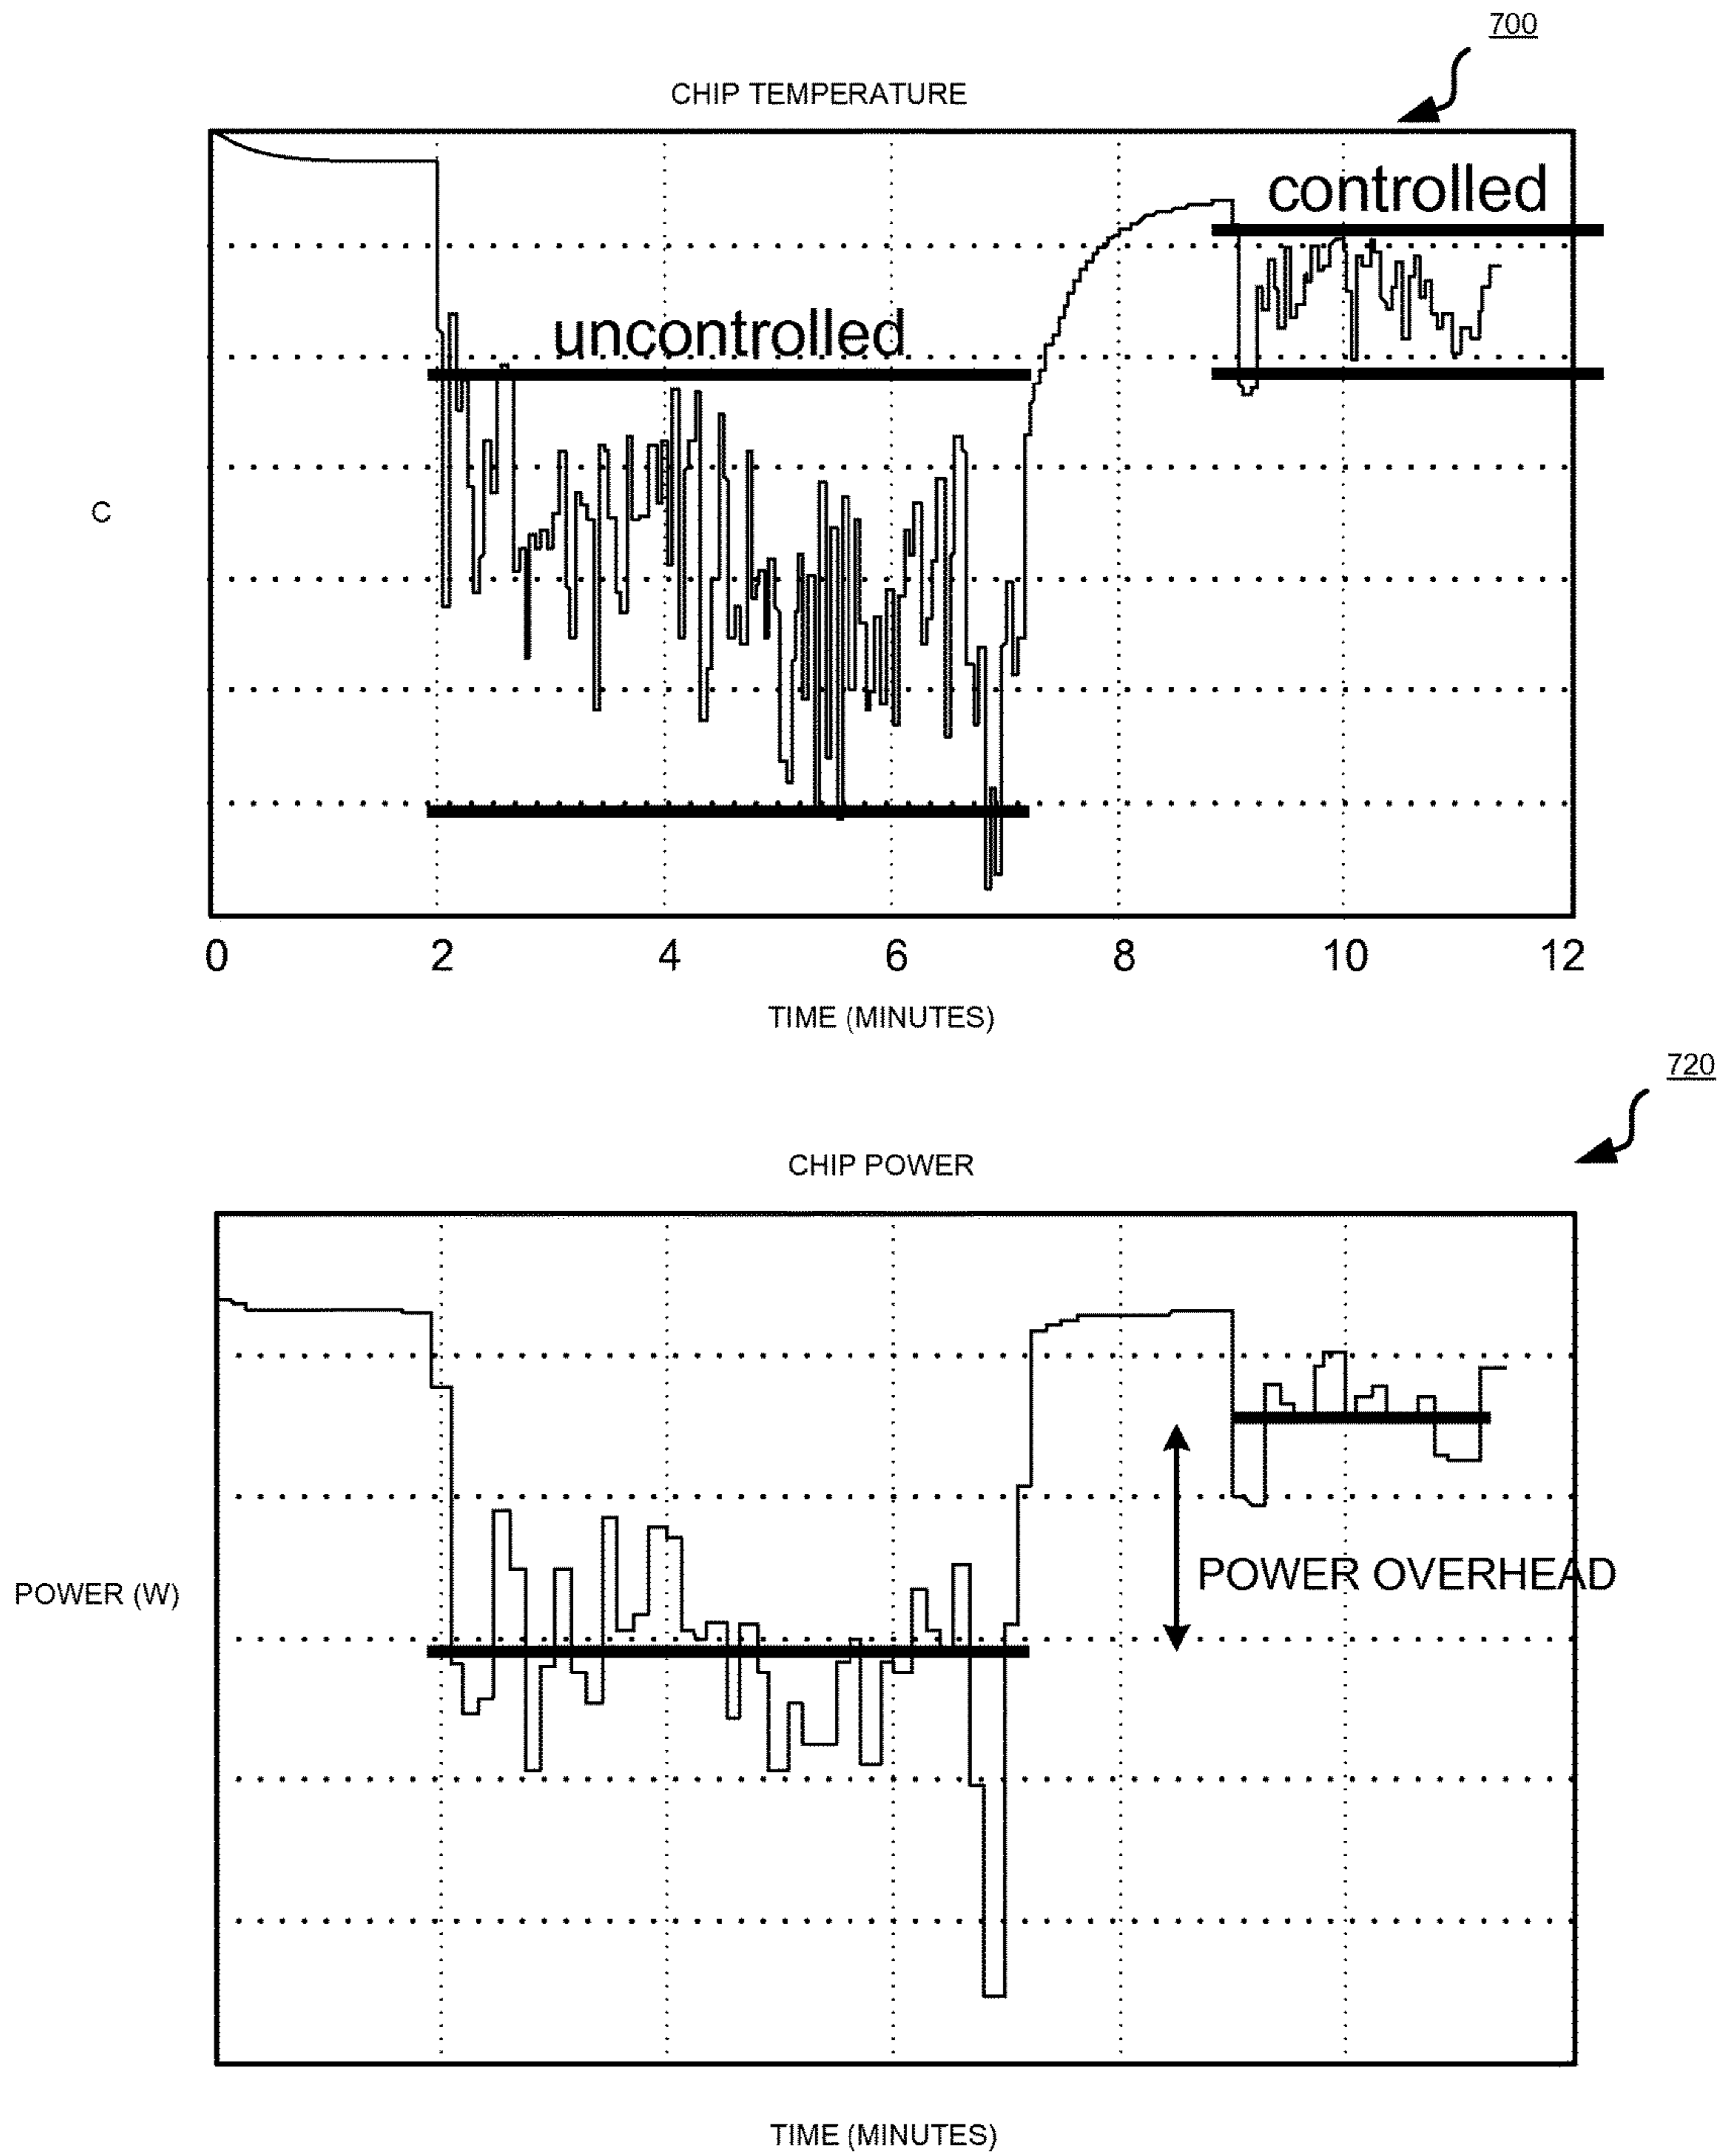 700
CHIP TEMPERATURE
controlled
uncontrolled
C
0 2 4 6 8 10 12
TIME (MINUTES)
720
CHIP POWER
POWER OVERHEAD
POWER (W)
TIME (MINUTES)